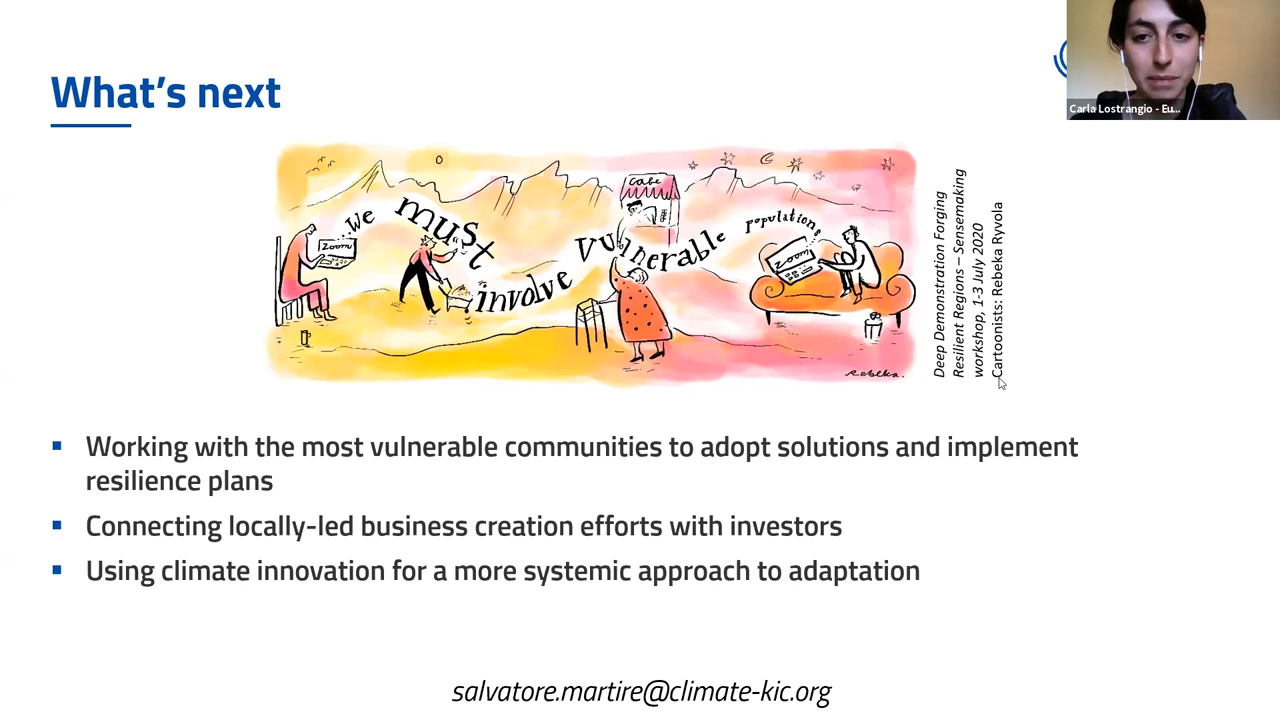 What's next
Carla Lostrangio - Eu...
cafe
We must involve vulnerable populations
zoom
zoom
Rebeka.
Deep Demonstration Forging
Resilient Regions – Sensemaking
workshop, 1-3 July 2020
Cartoonists: Rebeka Ryvola
Working with the most vulnerable communities to adopt solutions and implement
resilience plans
Connecting locally-led business creation efforts with investors
Using climate innovation for a more systemic approach to adaptation
salvatore.martire@climate-kic.org